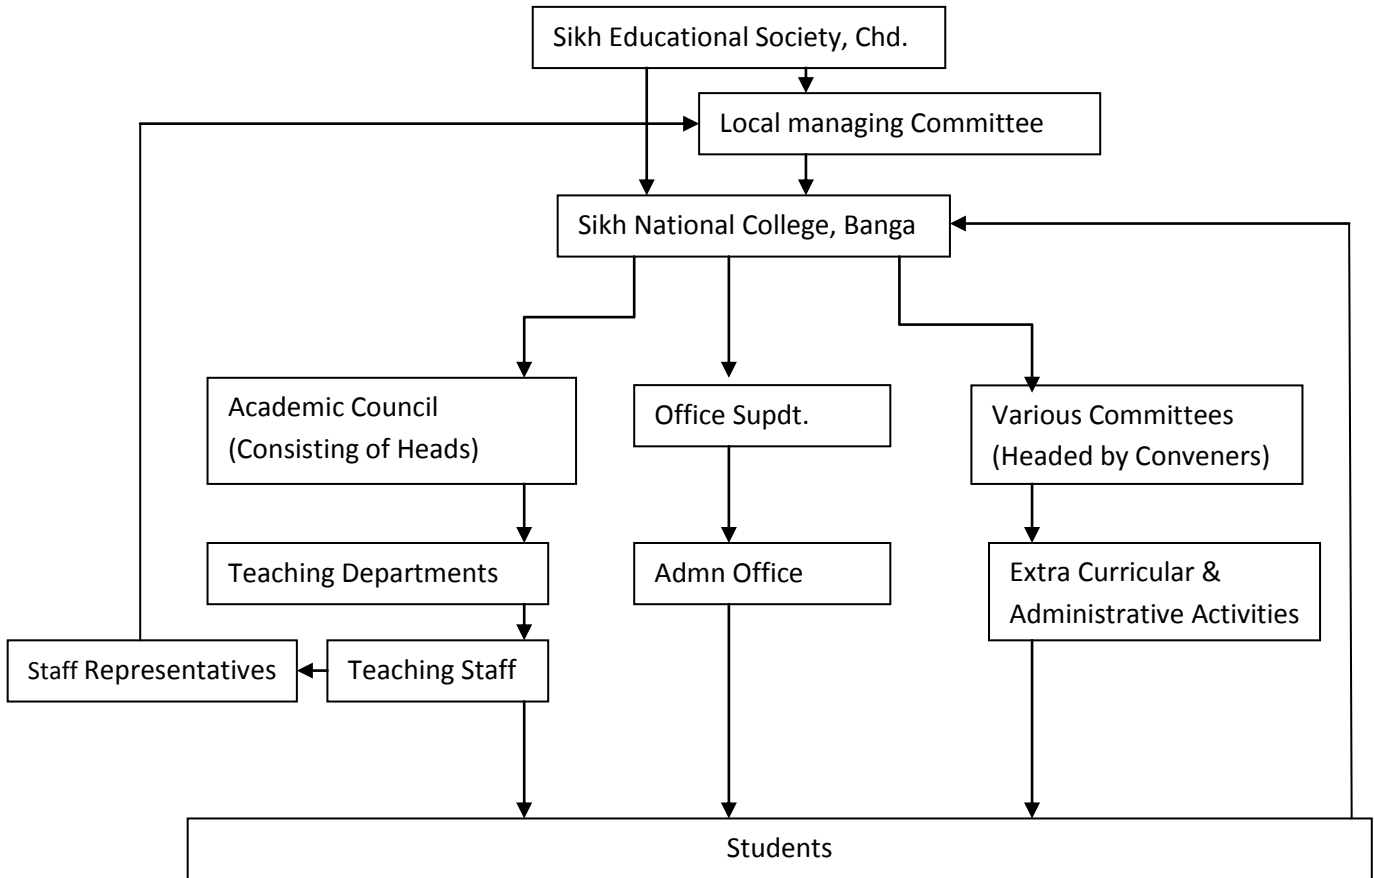 Sikh Educational Society, Chd.
Local managing Committee
Sikh National College, Banga
Academic Council
(Consisting of Heads)
Office Supdt.
Various Committees
(Headed by Conveners)
Teaching Departments
Admn Office
Extra Curricular &
Administrative Activities
Staff Representatives
Teaching Staff
Students